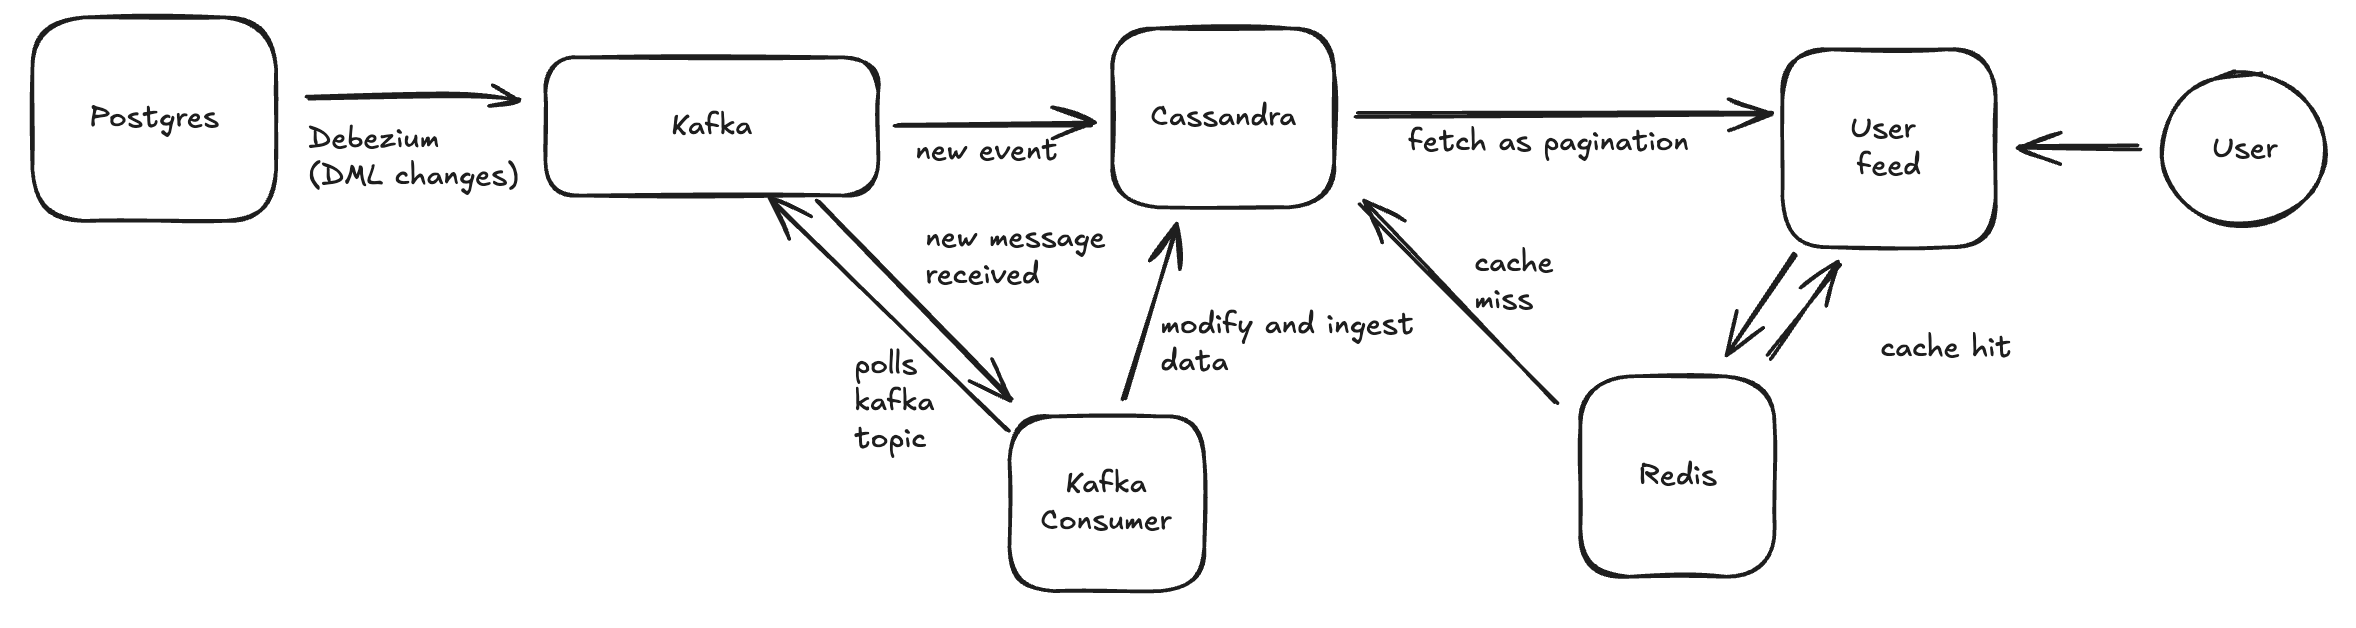 Postgres
Debezium
(DML changes)
Kafka
new event
Cassandra
fetch as pagination
User
feed
User
new message
received
polls
kafka
topic
modify and ingest
data
cache
miss
cache hit
Kafka
Consumer
Redis